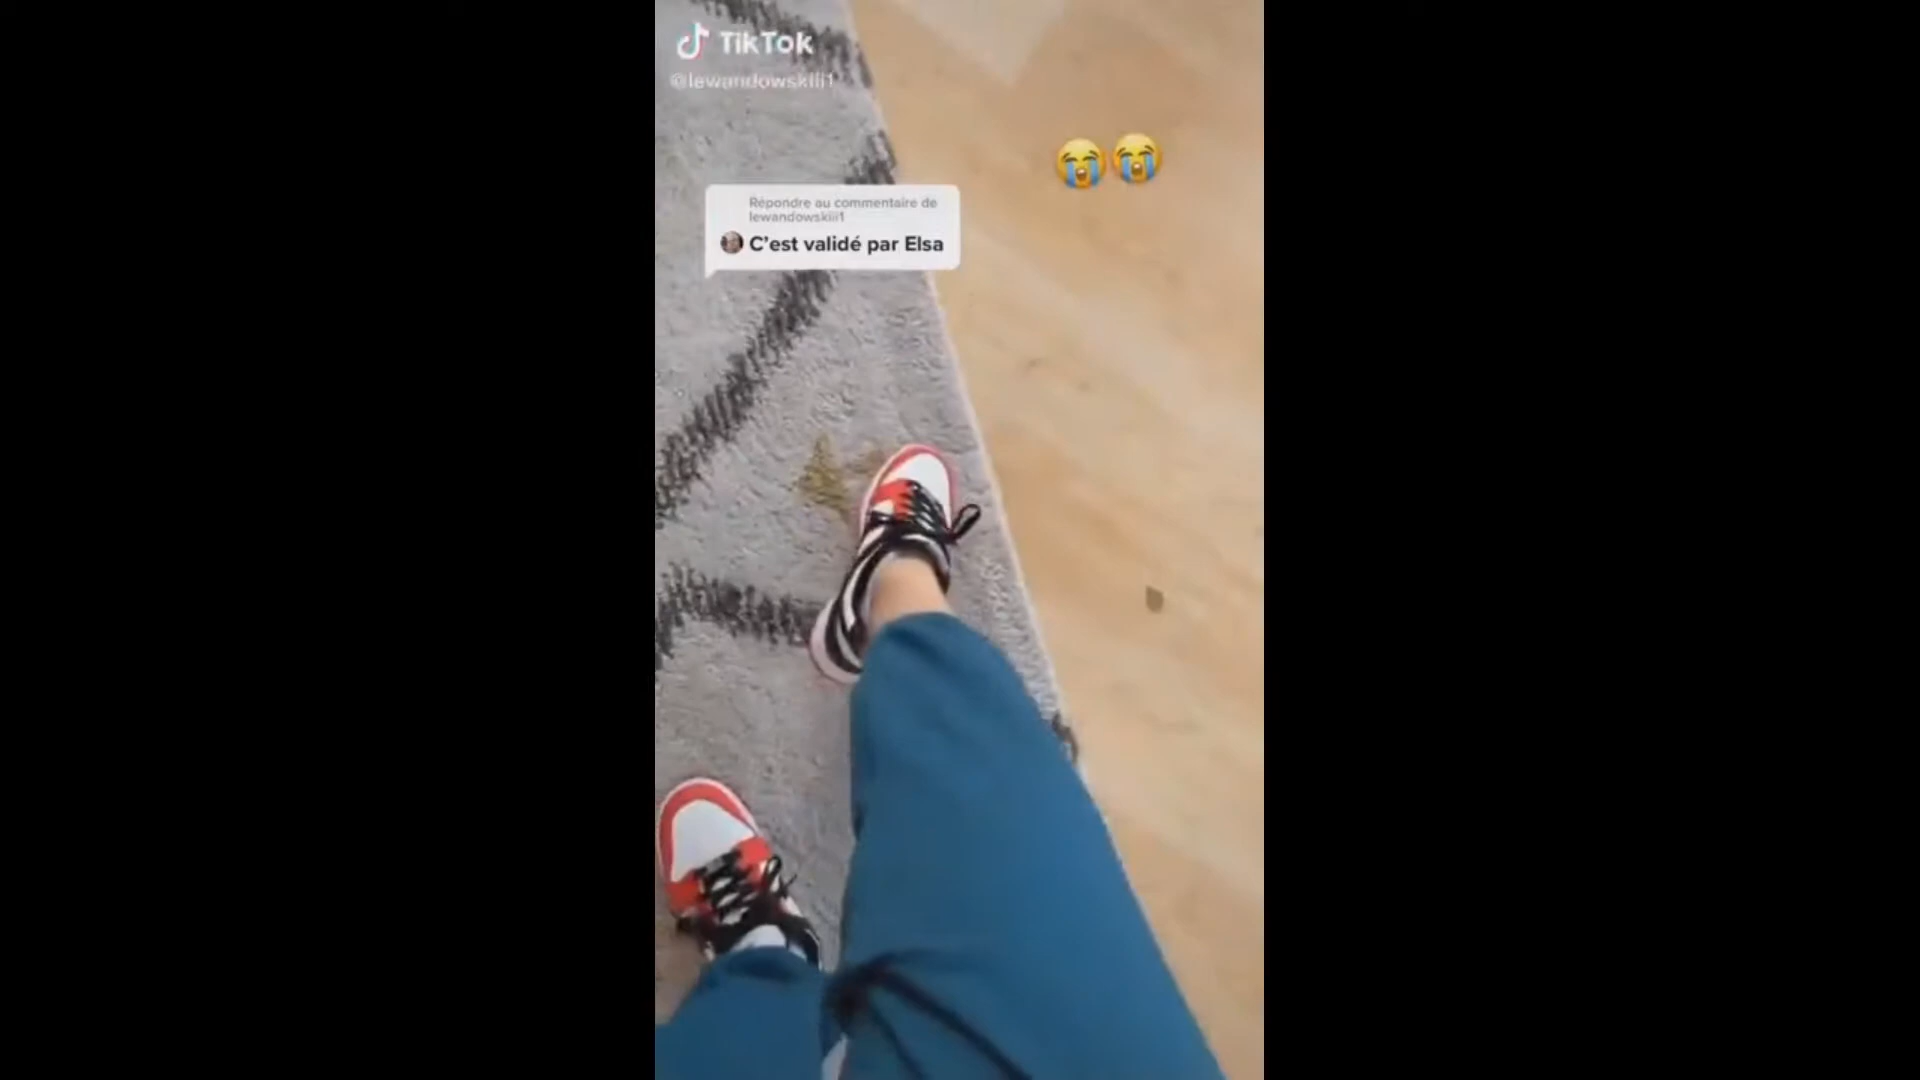 TikTok
@lewandowskiii1
Répondre au commentaire de
lewandowskiii1
C'est validé par Elsa